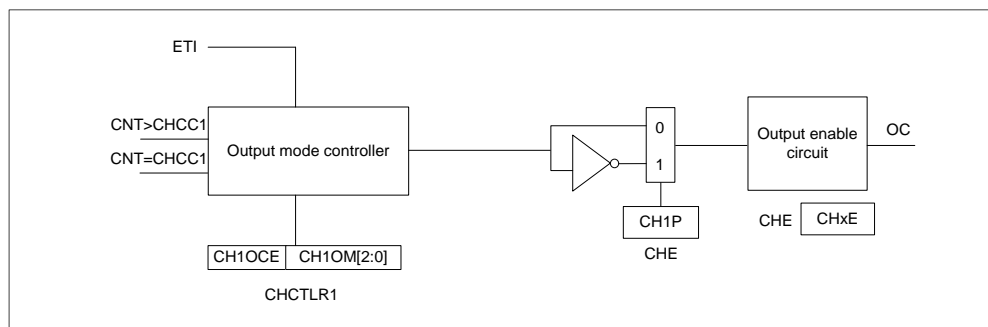 ETI
CNT>CHCC1
CNT=CHCC1
Output mode controller
0
1
Output enable
circuit
OC
CH1P
CHE
CHE
CHxE
CH1OCE
CH1OM[2:0]
CHCTLR1